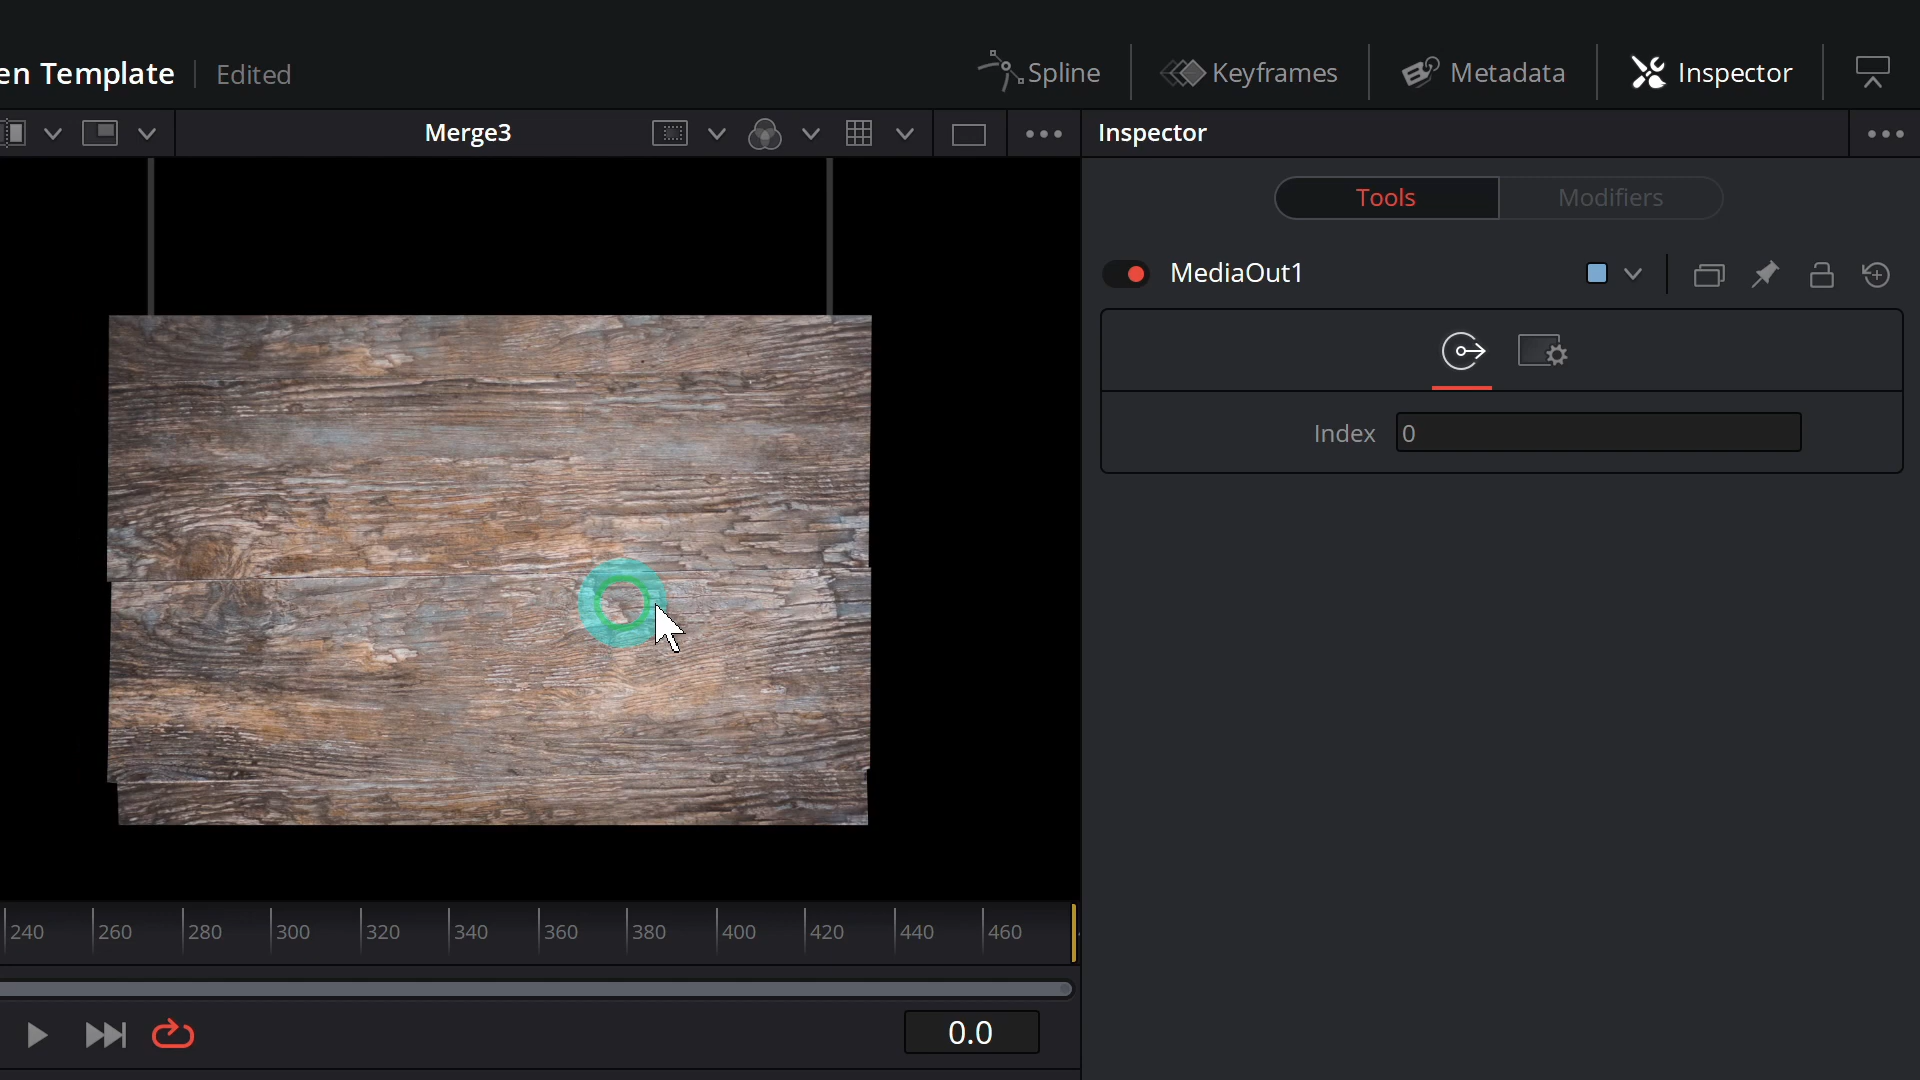 en Template
Edited
Spline
Keyframes
Metadata
Inspector
Merge3
Inspector
Tools
Modifiers
MediaOut1
Index
0
240
260
280
300
320
340
360
380
400
420
440
460
0.0